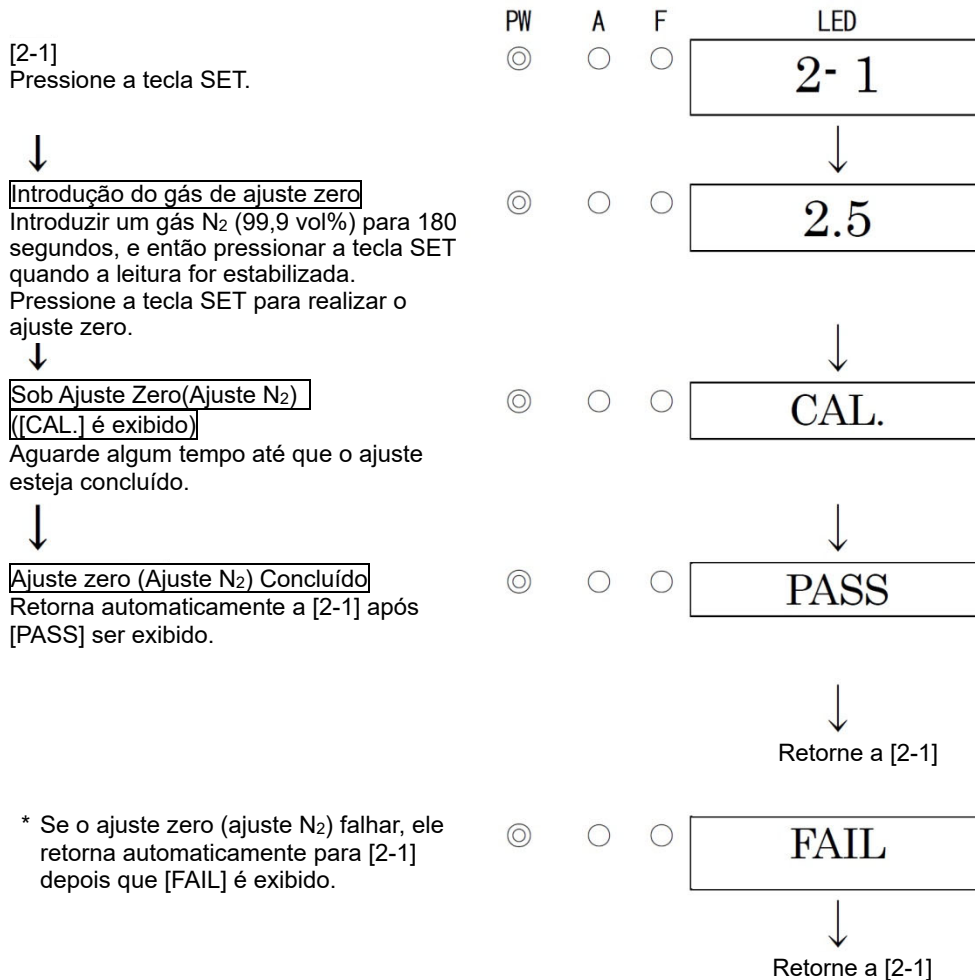 PW A F LED
[2-1]
Pressione a tecla SET.
2- 1
Introdução do gás de ajuste zero
Introduzir um gás N2 (99,9 vol%) para 180
segundos, e então pressionar a tecla SET
quando a leitura for estabilizada.
Pressione a tecla SET para realizar o
ajuste zero.
2.5
Sob Ajuste Zero(Ajuste N2)
([CAL.] é exibido)
Aguarde algum tempo até que o ajuste
esteja concluído.
CAL.
Ajuste zero (Ajuste N2) Concluído
Retorna automaticamente a [2-1] após
[PASS] ser exibido.
PASS
Retorne a [2-1]
* Se o ajuste zero (ajuste N2) falhar, ele
retorna automaticamente para [2-1]
depois que [FAIL] é exibido.
FAIL
Retorne a [2-1]